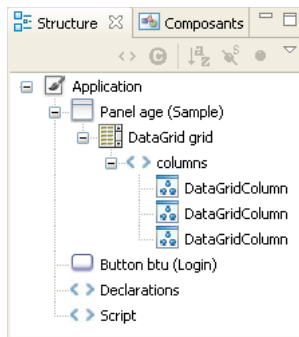 Structure Composants
Application
Panel age (Sample)
DataGrid grid
columns
DataGridColumn
DataGridColumn
DataGridColumn
Button btu (Login)
Declarations
Script